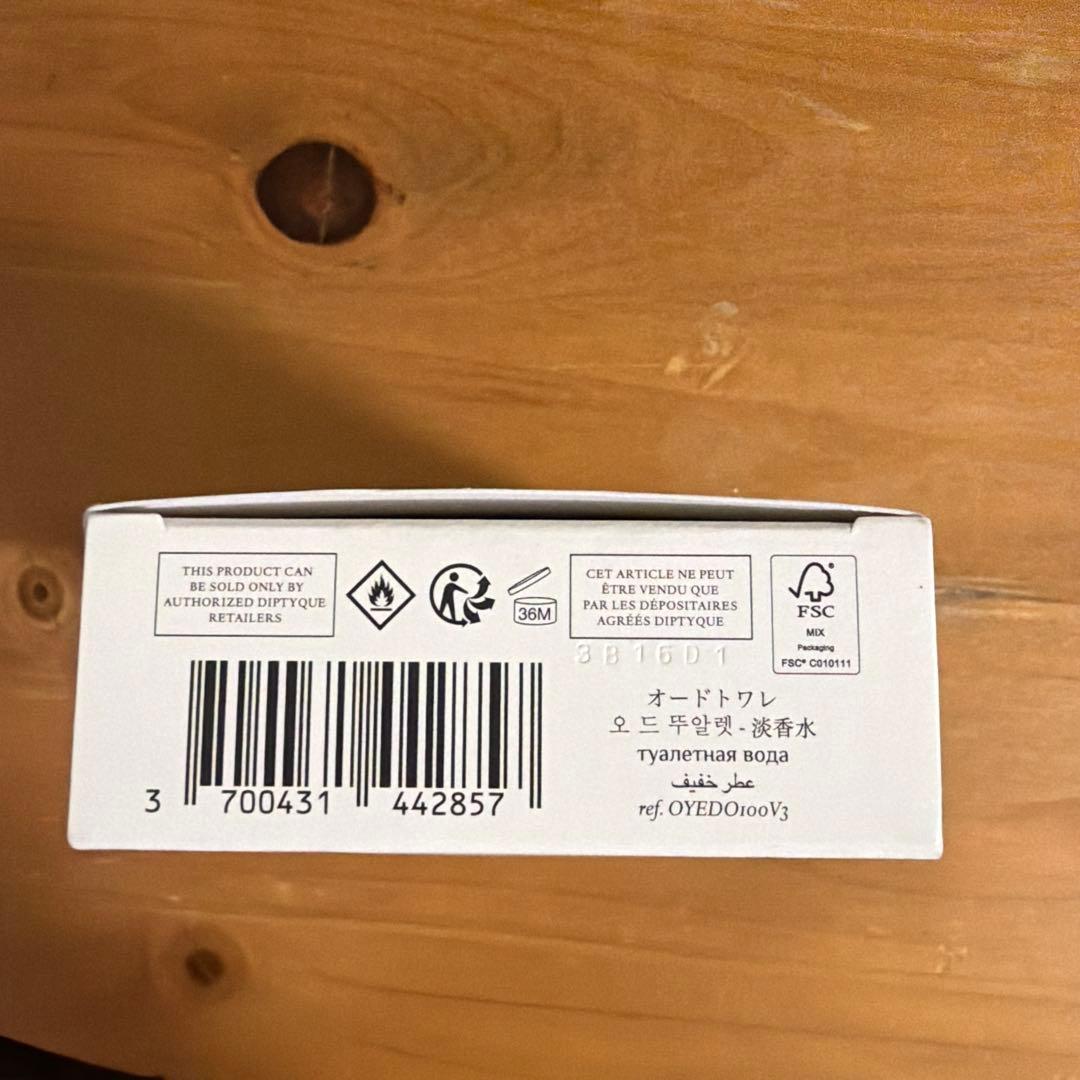 THIS PRODUCT CAN
BE SOLD ONLY BY
AUTHORIZED DIPTYQUE
RETAILERS
36M
CET ARTICLE NE PEUT
ÊTRE VENDU QUE
PAR LES DÉPOSITAIRES
AGRÉÉS DIPTYQUE
FSC
MIX
Packaging
FSC® C010111
3B16D1
オードトワレ
오 드 뚜알렛 - 淡香水
туалетная вода
عطر خفيف
ref. OYEDO100V3
3 700431 442857